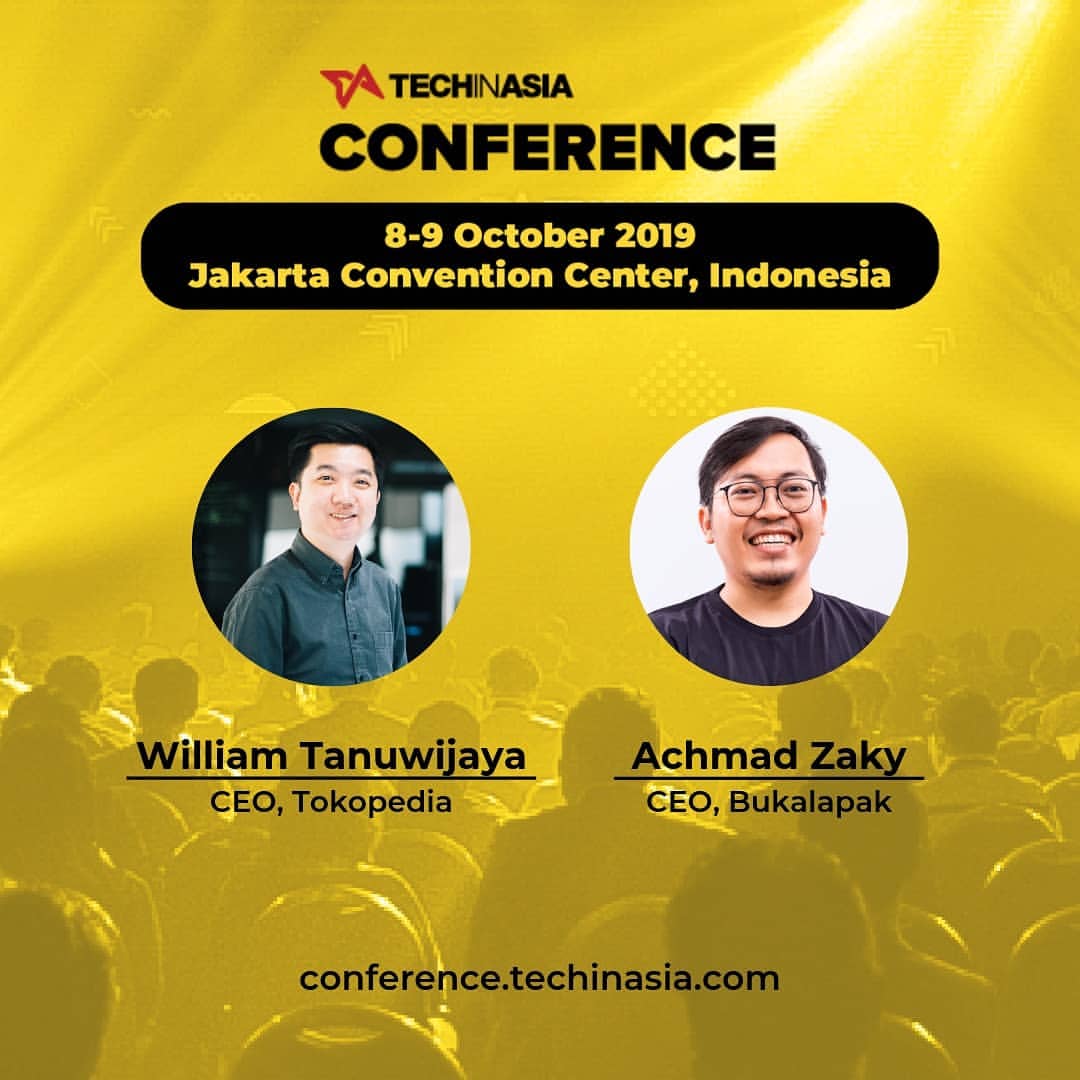 TECHINASIA
CONFERENCE
8-9 October 2019
Jakarta Convention Center, Indonesia
William Tanuwijaya
CEO, Tokopedia
Achmad Zaky
CEO, Bukalapak
conference.techinasia.com